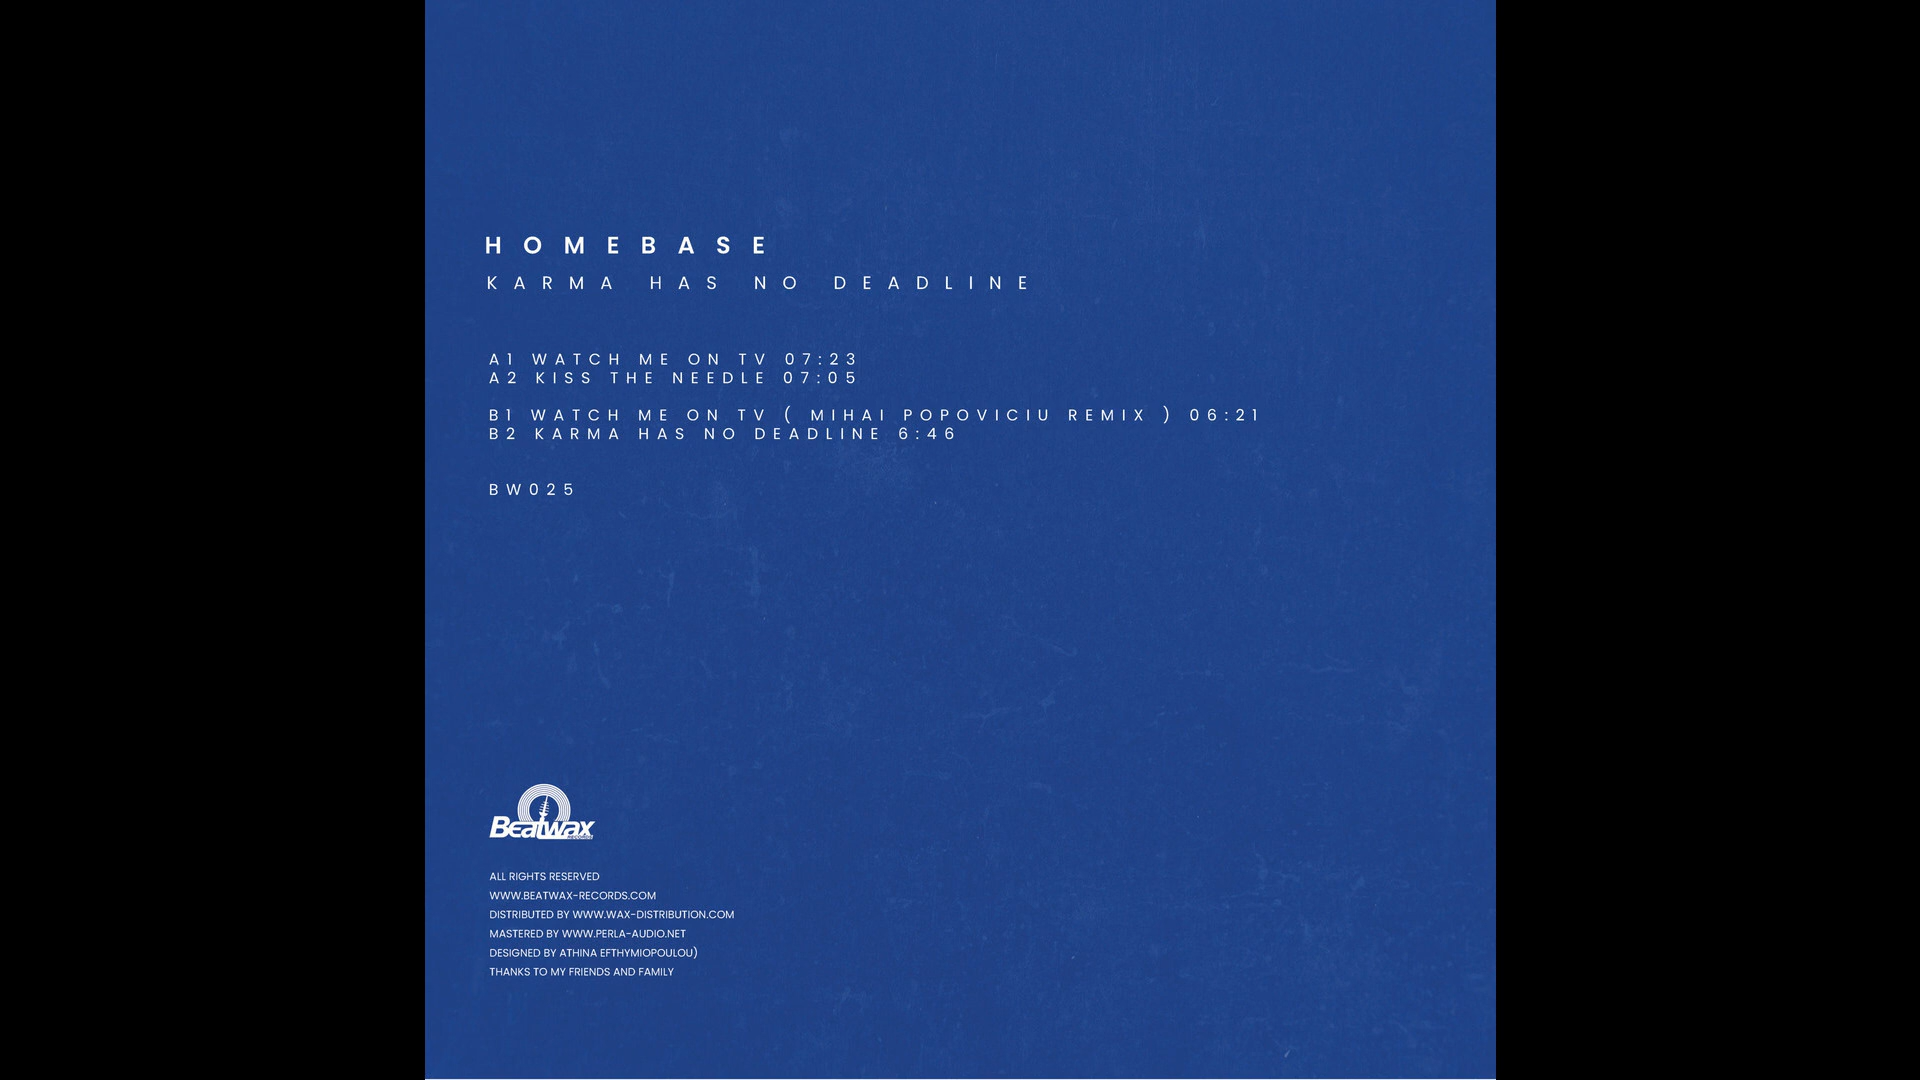 HOMEBASE
KARMA HAS NO DEADLINE
A1 WATCH ME ON TV 07:23
A2 KISS THE NEEDLE 07:05
B1 WATCH ME ON TV ( MIHAI POPOVICIU REMIX ) 06:21
B2 KARMA HAS NO DEADLINE 6:46
BW025
Beatwax
RECORDS
ALL RIGHTS RESERVED
WWW.BEATWAX-RECORDS.COM
DISTRIBUTED BY WWW.WAX-DISTRIBUTION.COM
MASTERED BY WWW.PERLA-AUDIO.NET
DESIGNED BY ATHINA EFTHYMIOPOULOU)
THANKS TO MY FRIENDS AND FAMILY